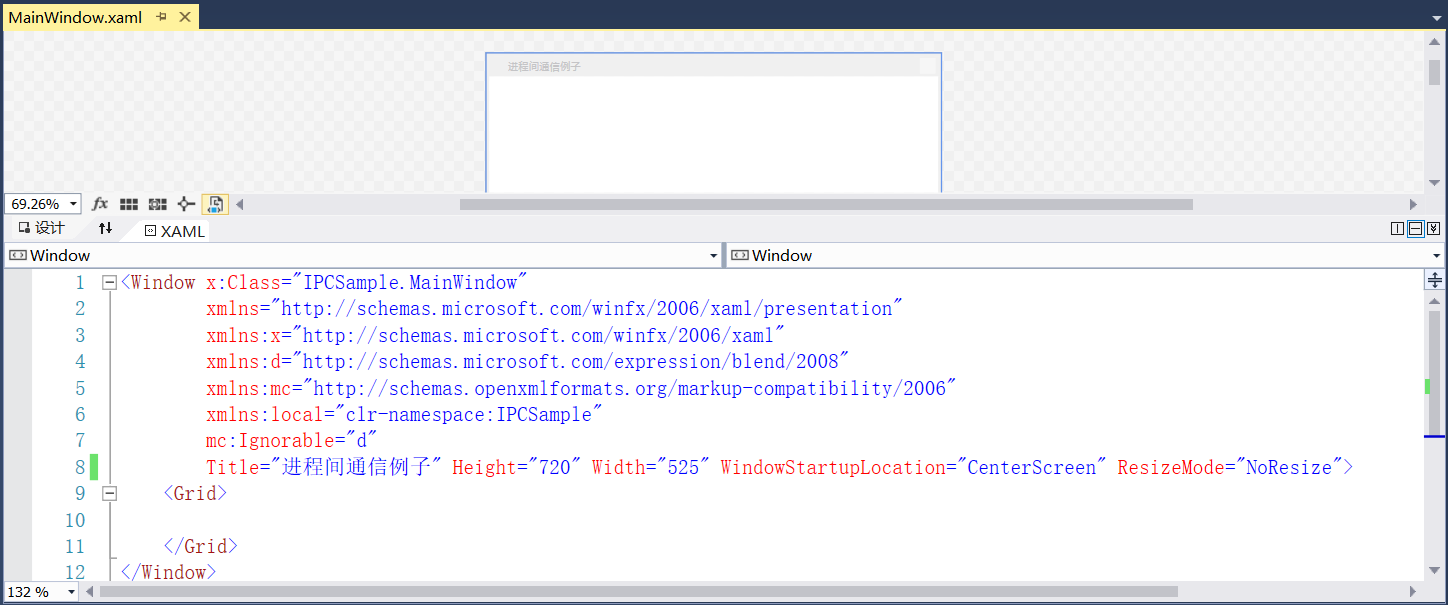 MainWindow.xaml
进程间通信例子
69.26%
fx
设计
XAML
Window
Window
1 <Window x:Class="IPCSample.MainWindow"
2 xmlns="http://schemas.microsoft.com/winfx/2006/xaml/presentation"
3 xmlns:x="http://schemas.microsoft.com/winfx/2006/xaml"
4 xmlns:d="http://schemas.microsoft.com/expression/blend/2008"
5 xmlns:mc="http://schemas.openxmlformats.org/markup-compatibility/2006"
6 xmlns:local="clr-namespace:IPCSample"
7 mc:Ignorable="d"
8 Title="进程间通信例子" Height="720" Width="525" WindowStartupLocation="CenterScreen" ResizeMode="NoResize">
9 <Grid>
10
11 </Grid>
12 </Window>
132 %